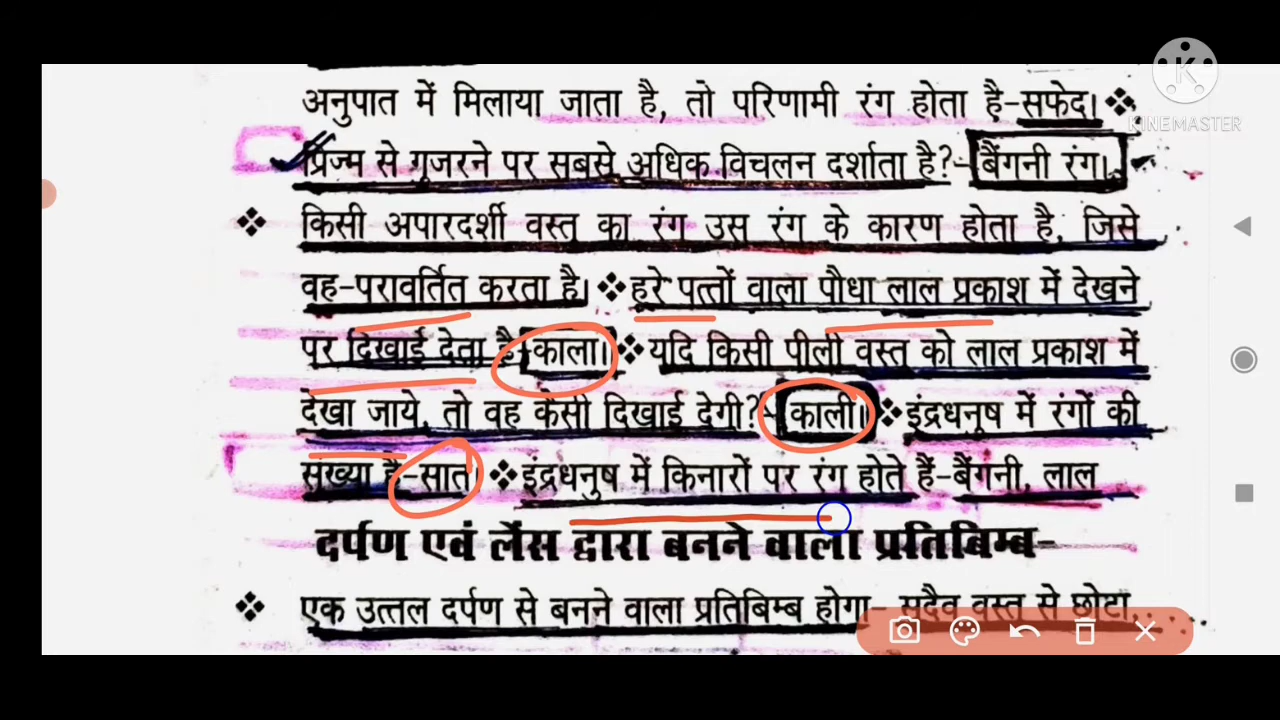 अनुपात में मिलाया जाता है, तो परिणामी रंग होता है–सफेद। ❖
KINEMASTER
प्रिज्म से गुजरने पर सबसे अधिक विचलन दर्शाता है?–बैंगनी रंग।
❖ किसी अपारदर्शी वस्तु का रंग उस रंग के कारण होता है, जिसे
वह–परावर्तित करता है। ❖ हरे पत्तों वाला पौधा लाल प्रकाश में देखने
पर दिखाई देता है–काला। ❖ यदि किसी पीली वस्तु को लाल प्रकाश में
देखा जाये, तो वह कैसी दिखाई देगी?–काली। ❖ इंद्रधनुष में रंगों की
संख्या है–सात। ❖ इंद्रधनुष में किनारों पर रंग होते हैं–बैंगनी, लाल
दर्पण एवं लेंस द्वारा बनने वाला प्रतिबिम्ब–
❖ एक उत्तल दर्पण से बनने वाला प्रतिबिम्ब होगा– सदैव वस्तु से छोटा,